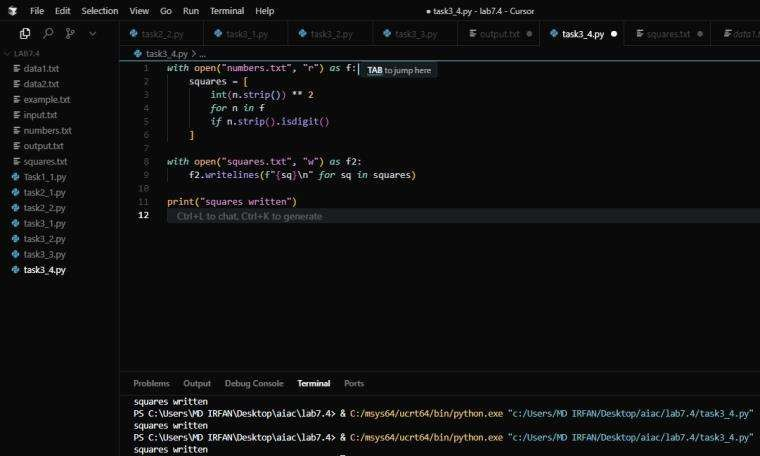 File Edit Selection View Go Run Terminal Help
● task3_4.py - lab7.4 - Cursor
task2_2.py task3_1.py task3_2.py task2_3.py output.txt task3_4.py squares.txt data1.t
LAB7.4
data1.txt
data2.txt
example.txt
input.txt
numbers.txt
output.txt
squares.txt
Task1_1.py
task2_1.py
task2_2.py
task3_1.py
task3_2.py
task3_3.py
task3_4.py
task3_4.py > ...
1 with open("numbers.txt", "r") as f:
TAB to jump here
2 squares = [
3 int(n.strip()) ** 2
4 for n in f
5 if n.strip().isdigit()
6 ]
7
8 with open("squares.txt", "w") as f2:
9 f2.writelines(f"{sq}\n" for sq in squares)
10
11 print("squares written")
12 Ctrl+L to chat, Ctrl+K to generate
Problems Output Debug Console Terminal Ports
squares written
PS C:\Users\MD IRFAN\Desktop\aiac\lab7.4> & C:/msys64/ucrt64/bin/python.exe "c:/Users/MD IRFAN/Desktop/aiac/lab7.4/task3_4.py"
squares written
PS C:\Users\MD IRFAN\Desktop\aiac\lab7.4> & C:/msys64/ucrt64/bin/python.exe "c:/Users/MD IRFAN/Desktop/aiac/lab7.4/task3_4.py"
squares written